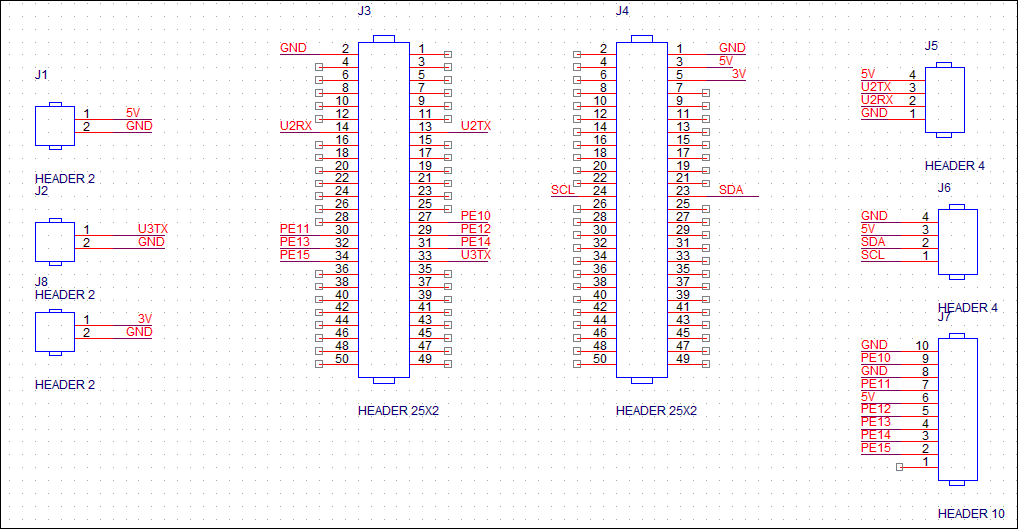 J1
1 5V
2 GND
HEADER 2
J2
1 U3TX
2 GND
J8
HEADER 2
1 3V
2 GND
HEADER 2
J3
GND 2 1
4 3
6 5
8 7
10 9
12 11
U2RX 14 13 U2TX
16 15
18 17
20 19
22 21
24 23
26 25
28 27 PE10
PE11 30 29 PE12
PE13 32 31 PE14
PE15 34 33 U3TX
36 35
38 37
40 39
42 41
44 43
46 45
48 47
50 49
HEADER 25X2
J4
2 1 GND
4 3 5V
6 5 3V
8 7
10 9
12 11
14 13
16 15
18 17
20 19
22 21
SCL 24 23 SDA
26 25
28 27
30 29
32 31
34 33
36 35
38 37
40 39
42 41
44 43
46 45
48 47
50 49
HEADER 25X2
J5
5V 4
U2TX 3
U2RX 2
GND 1
HEADER 4
J6
GND 4
5V 3
SDA 2
SCL 1
HEADER 4
J7
GND 10
PE10 9
GND 8
PE11 7
5V 6
PE12 5
PE13 4
PE14 3
PE15 2
1
HEADER 10